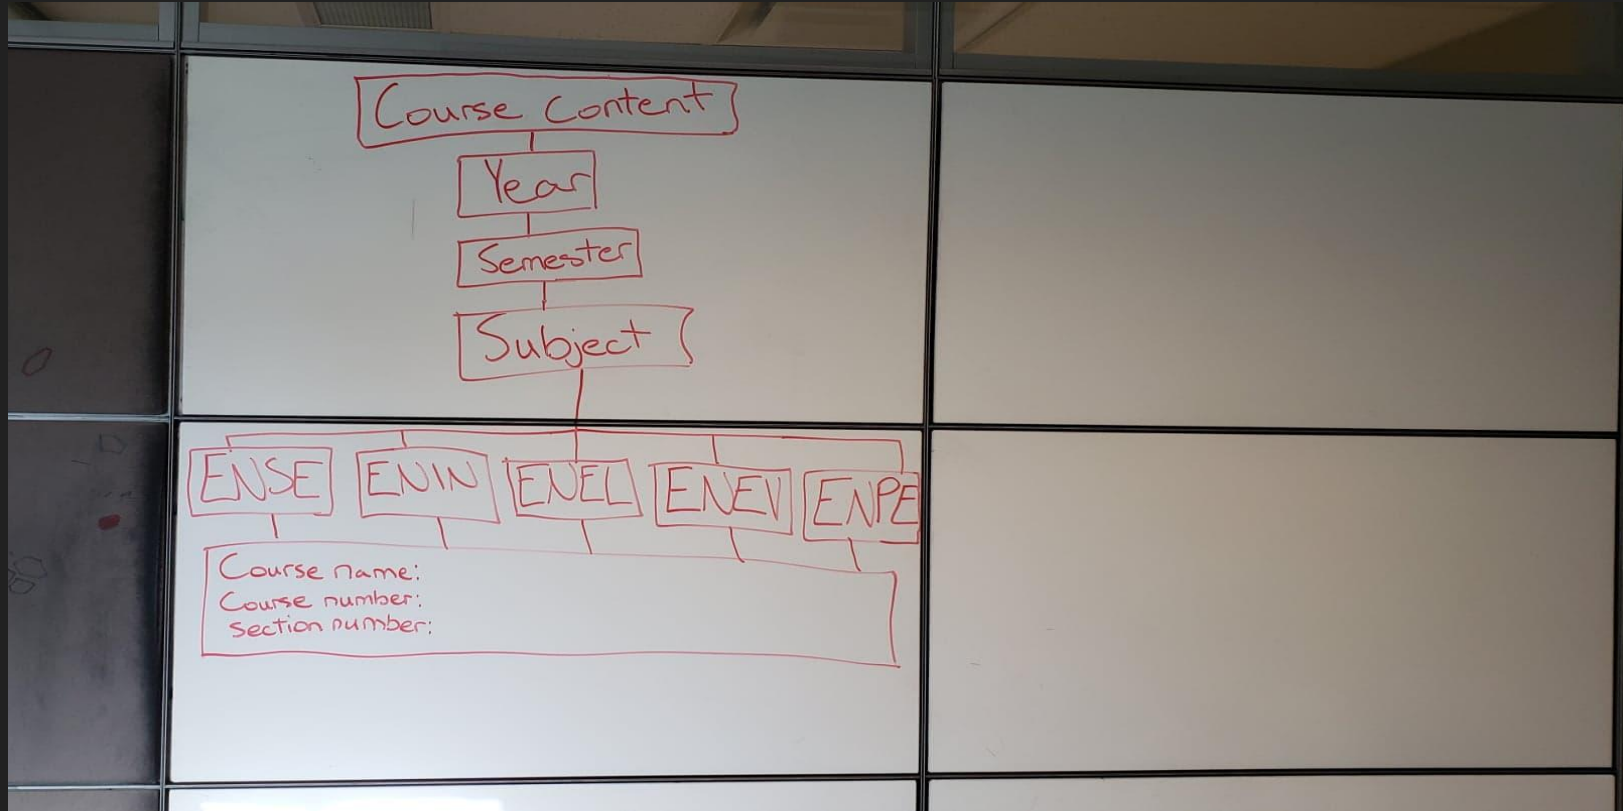 Course Content
Year
Semester
Subject
ENSE ENIN ENEL ENEV ENPE
Course name:
Course number:
Section number: